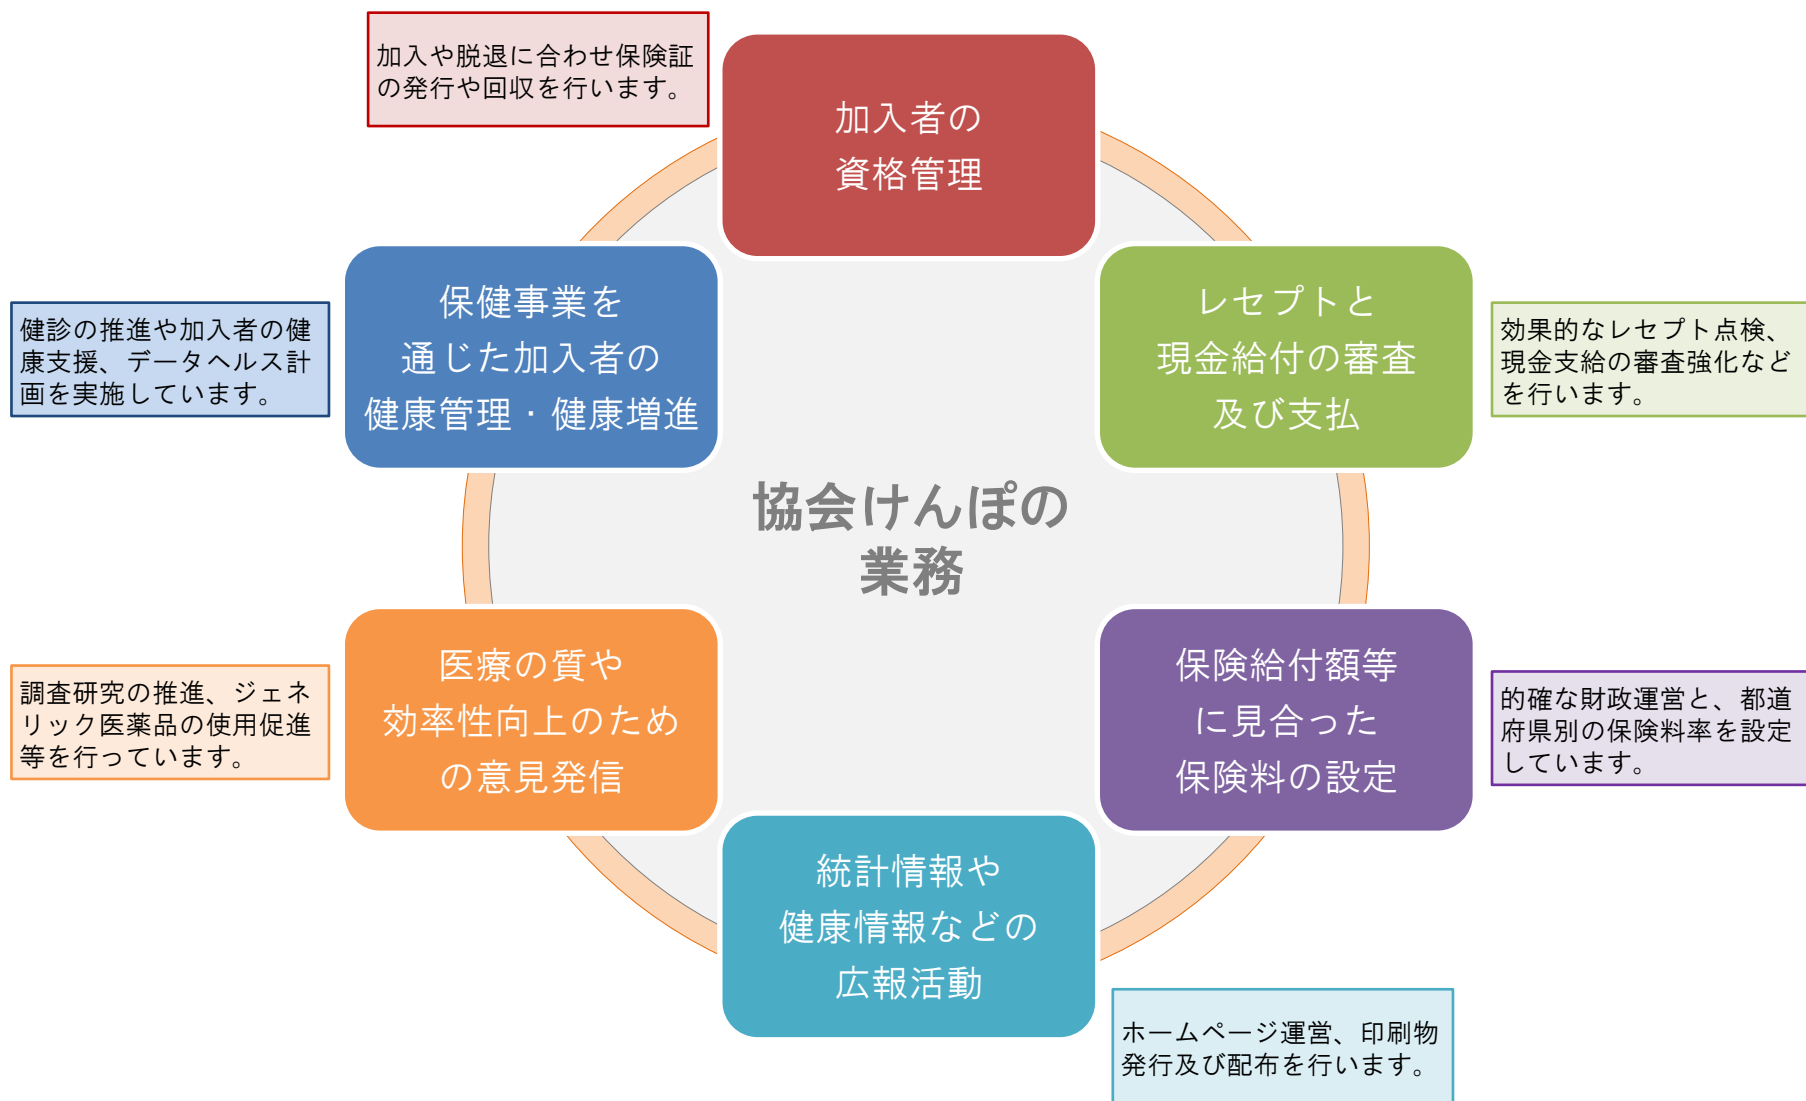 加入や脱退に合わせ保険証
の発行や回収を行います。
加入者の
資格管理
保健事業を
通じた加入者の
健康管理・健康増進
健診の推進や加入者の健
康支援、データヘルス計
画を実施しています。
レセプトと
現金給付の審査
及び支払
効果的なレセプト点検、
現金支給の審査強化など
を行います。
協会けんぽの
業務
医療の質や
効率性向上のため
の意見発信
調査研究の推進、ジェネ
リック医薬品の使用促進
等を行っています。
保険給付額等
に見合った
保険料の設定
的確な財政運営と、都道
府県別の保険料率を設定
しています。
統計情報や
健康情報などの
広報活動
ホームページ運営、印刷物
発行及び配布を行います。